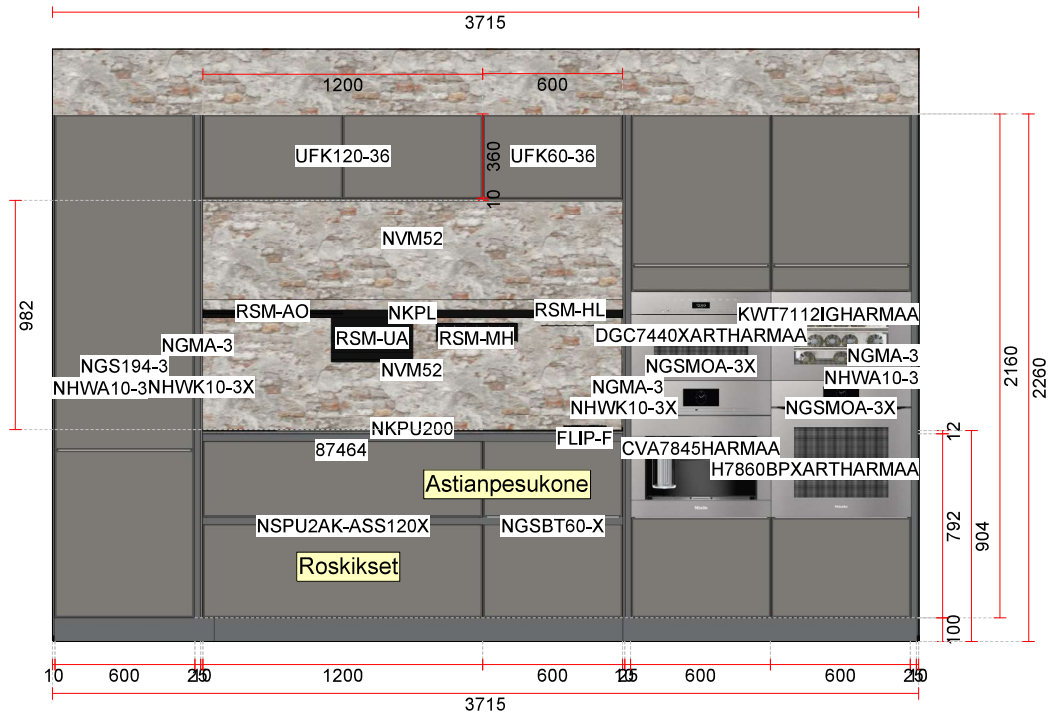 3715
1200
600
UFK120-36
UFK60-36
360
10
NVM52
982
RSM-AO
NKPL
RSM-HL
KWT7112IGHARMAA
RSM-UA
RSM-MH
DGC7440XARTHARMAA
NGMA-3
NGS194-3
NVM52
NGSMOA-3X
NGMA-3
NHWA10-3
NHWK10-3X
NGMA-3
NHWA10-3
NHWK10-3X
NGSMOA-3X
2160
2260
NKPU200
FLIP-F
12
87464
CVA7845HARMAA
H7860BPXARTHARMAA
Astianpesukone
NSPU2AK-ASS120X
NGSBT60-X
792
904
Roskikset
100
10
600
1200
600
600
600
3715